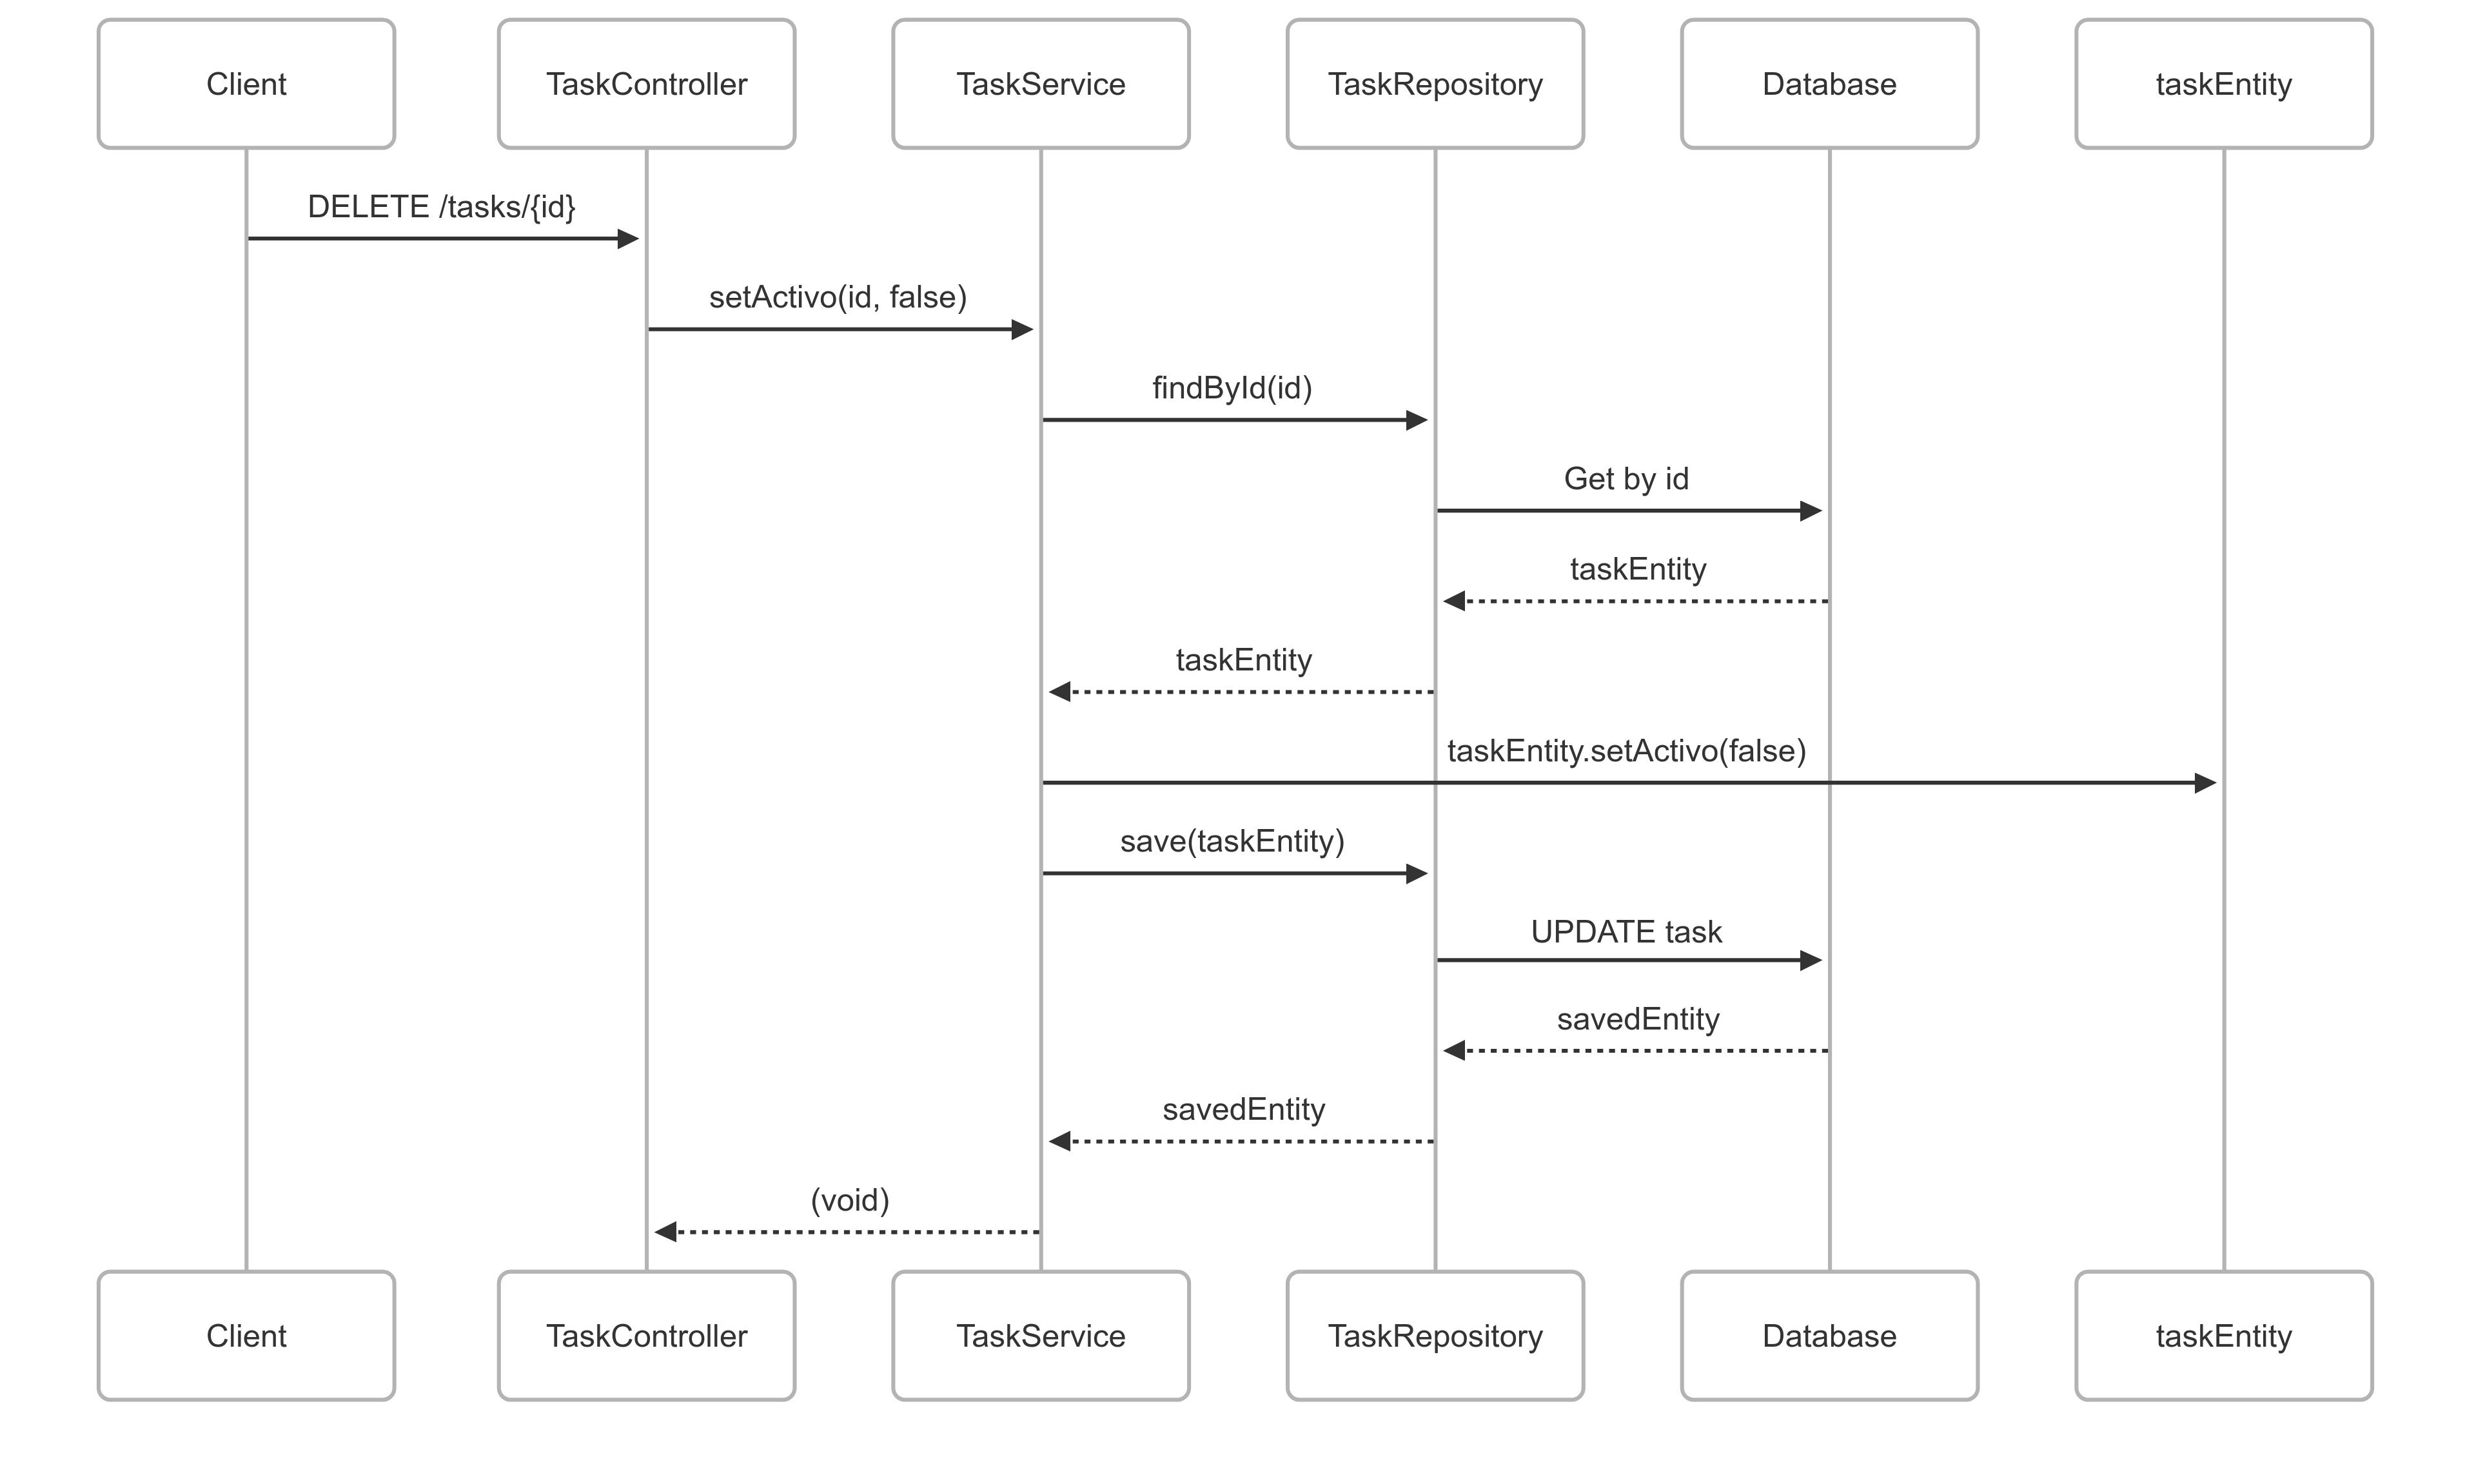 Client
TaskController
TaskService
TaskRepository
Database
taskEntity
DELETE /tasks/{id}
setActivo(id, false)
findById(id)
Get by id
taskEntity
taskEntity
taskEntity.setActivo(false)
save(taskEntity)
UPDATE task
savedEntity
savedEntity
(void)
Client
TaskController
TaskService
TaskRepository
Database
taskEntity